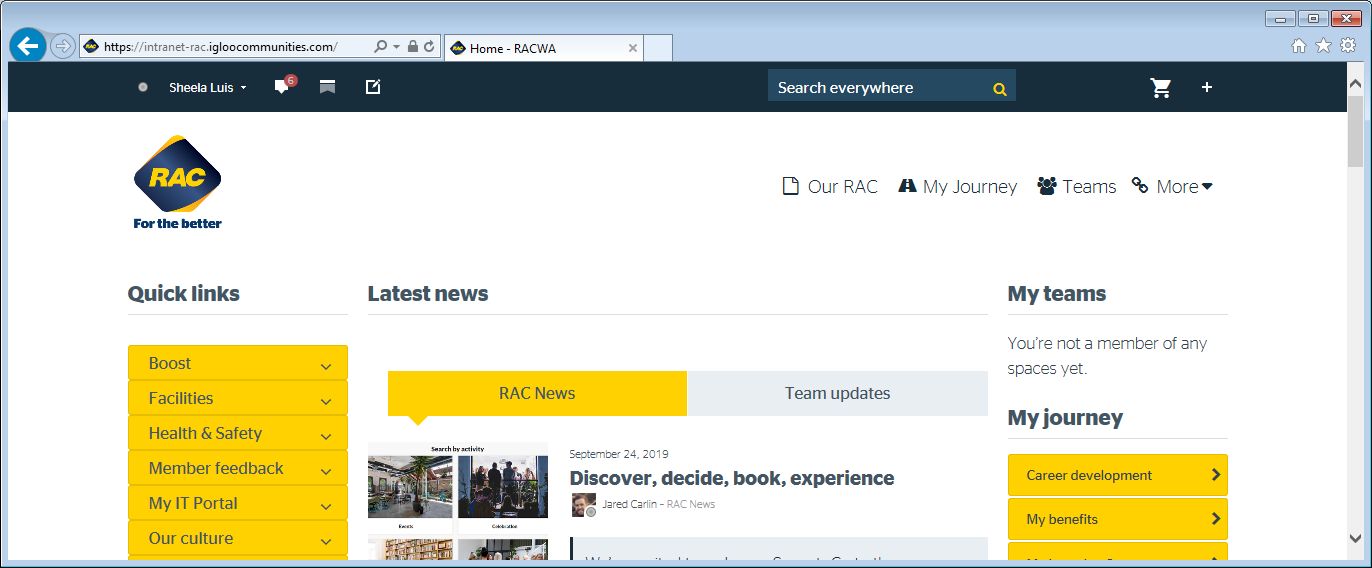 https://intranet-rac.igloocommunities.com/
Home - RACWA
Sheela Luis
6
Search everywhere
RAC
For the better
Our RAC
My Journey
Teams
More
Quick links
Boost
Facilities
Health & Safety
Member feedback
My IT Portal
Our culture
Latest news
RAC News
Team updates
Search by activity
Events
Celebration
September 24, 2019
Discover, decide, book, experience
Jared Carlin – RAC News
My teams
You're not a member of any
spaces yet.
My journey
Career development
My benefits